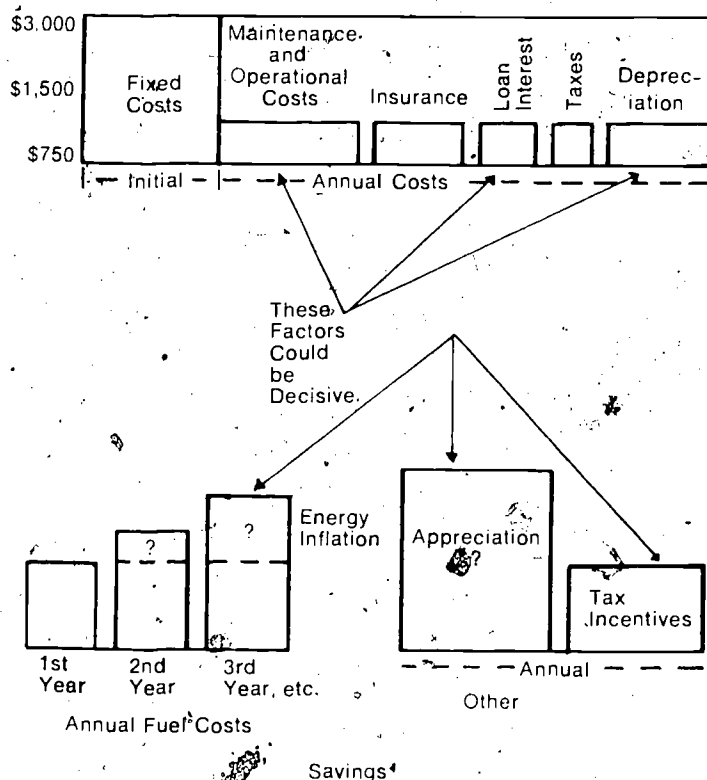 $3.000
$1,500
$750
Fixed
Costs
Maintenance
and
Operational
Costs
Insurance
Loan
Interest
Taxes
Deprec-
iation
Initial
Annual Costs
These
Factors
Could
be
Decisive.
?
?
Energy
Inflation
Appreciation
?
Tax
Incentives
1st
Year
2nd
Year
3rd
Year, etc.
Annual
Annual Fuel Costs
Other
Savings